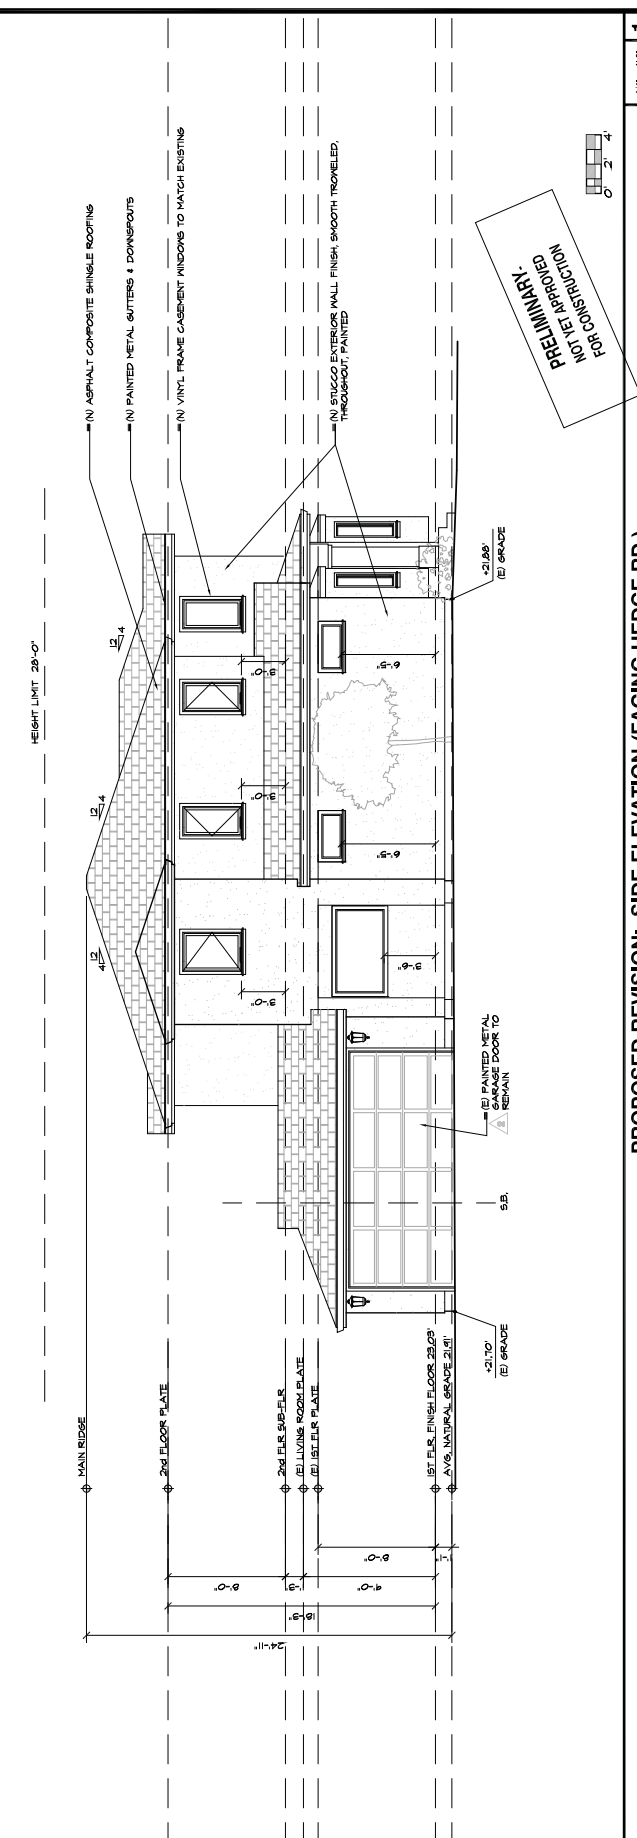 HEIGHT LIMIT 28'-0"
(N) ASPHALT COMPOSITE SHINGLE ROOFING
(N) PAINTED METAL GUTTERS & DOWNSPOUTS
(N) VINYL FRAME CASEMENT WINDOWS TO MATCH EXISTING
(N) STUCCO EXTERIOR WALL FINISH, SMOOTH TROWELED,
THROUGHOUT, PAINTED
12
4
12
4
12
4
MAIN RIDGE
2nd FLOOR PLATE
2nd FLR SUB-FLR
(E) LIVING ROOM PLATE
(E) 1ST FLR PLATE
1ST FLR. FINISH FLOOR 23.03'
AVG. NATURAL GRADE 21.91'
24'-11"
18'-3"
8'-0"
1'-3"
9'-0"
8'-0"
1'-1"
3'-0"
3'-0"
3'-0"
3'-6"
6'-5"
6'-5"
+21.70'
(E) GRADE
S.B.
(E) PAINTED METAL
GARAGE DOOR TO
REMAIN
+21.88'
(E) GRADE
PRELIMINARY-
NOT YET APPROVED
FOR CONSTRUCTION
0' 2' 4'
PROPOSED REVISION: SIDE ELEVATION (FACING HEDGE RD.)